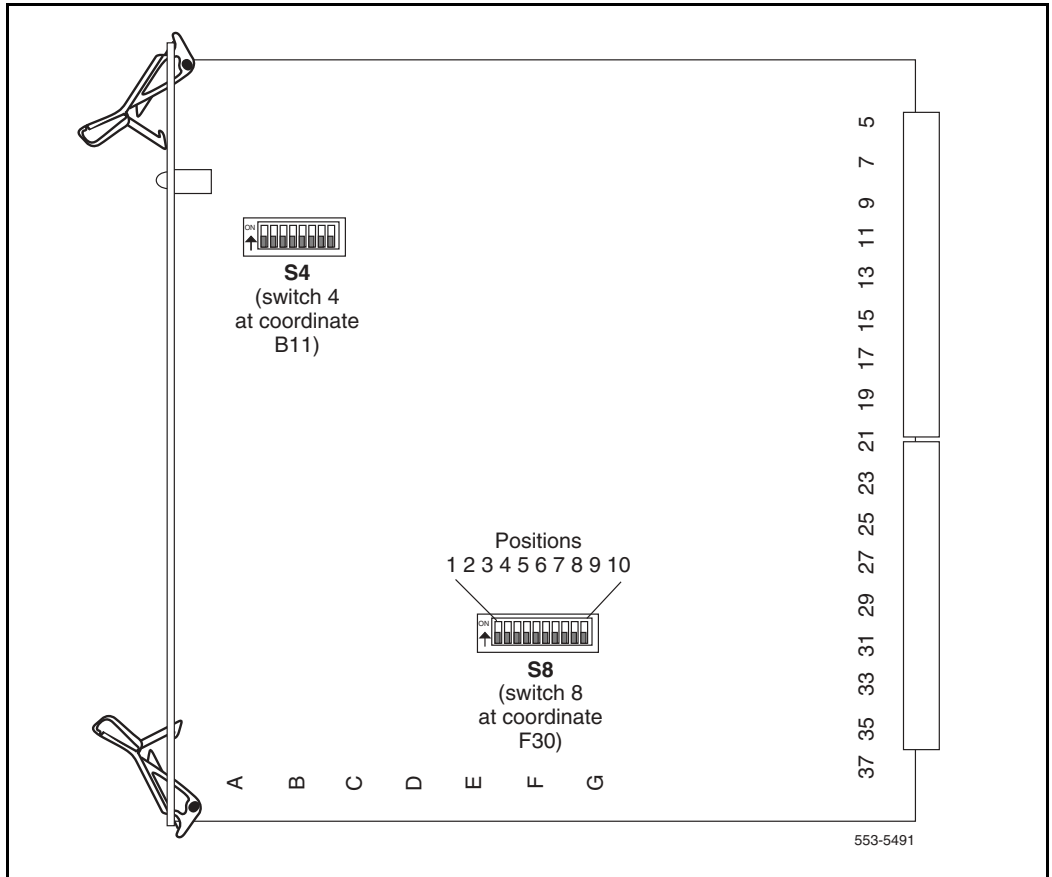 5
7
9
11
13
15
17
19
21
23
25
27
29
31
33
35
37
ON
S4
(switch 4
at coordinate
B11)
Positions
1 2 3 4 5 6 7 8 9 10
ON
S8
(switch 8
at coordinate
F30)
A B C D E F G
553-5491